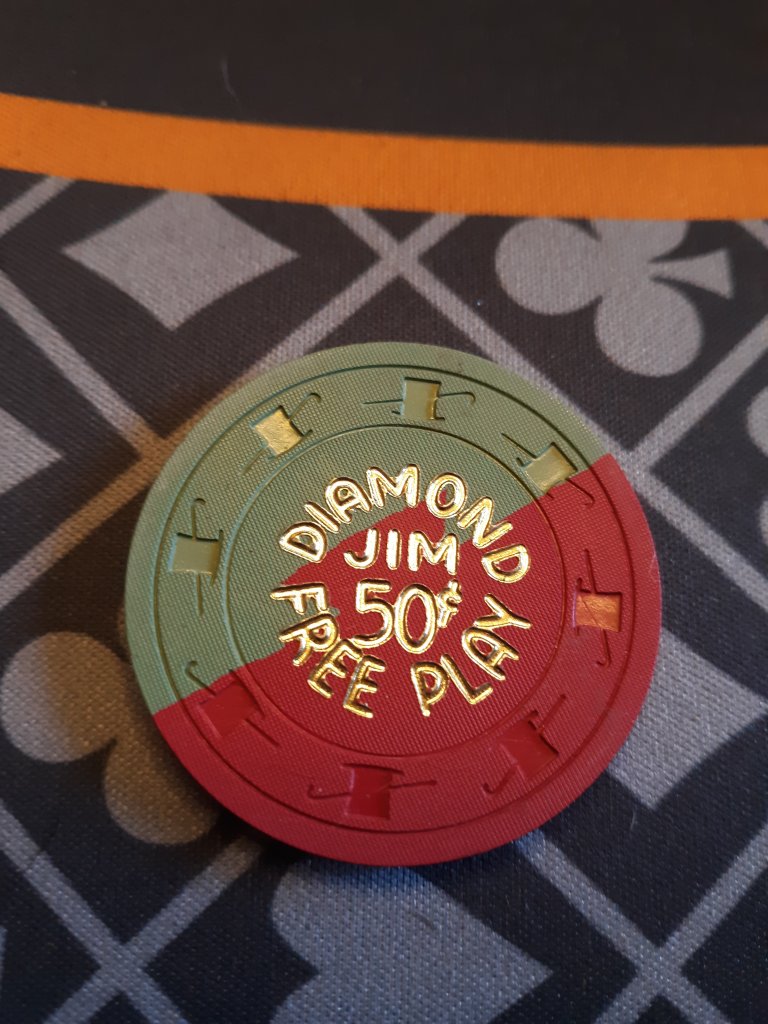 DIAMOND
JIM
50¢
FREE PLAY